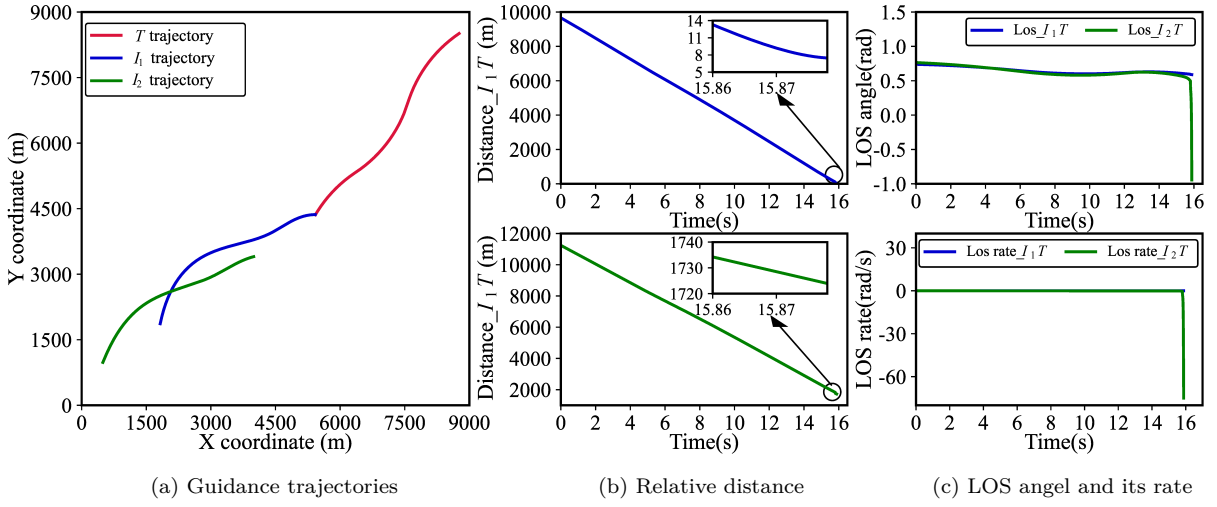 9000
7500
6000
4500
3000
1500
0
Y coordinate (m)
T trajectory
I1 trajectory
I2 trajectory
0 1500 3000 4500 6000 7500 9000
X coordinate (m)
(a) Guidance trajectories
10000
8000
6000
4000
2000
0
Distance_I1T (m)
14
11
8
5
15.86 15.87
0 2 4 6 8 10 12 14 16
Time(s)
12000
10000
8000
6000
4000
2000
Distance_I1T (m)
1740
1730
1720
15.86 15.87
0 2 4 6 8 10 12 14 16
Time(s)
(b) Relative distance
1.5
1.0
0.5
0.0
-0.5
-1.0
LOS angle(rad)
Los_I1T Los_I2T
0 2 4 6 8 10 12 14 16
Time(s)
30
0
-30
-60
LOS rate(rad/s)
Los rate_I1T Los rate_I2T
0 2 4 6 8 10 12 14 16
Time(s)
(c) LOS angel and its rate